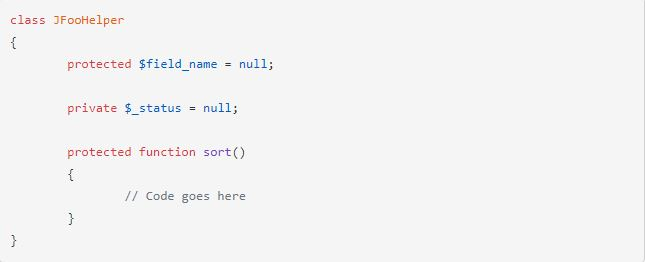 class JFooHelper
{
protected $field_name = null;
private $_status = null;
protected function sort()
{
// Code goes here
}
}